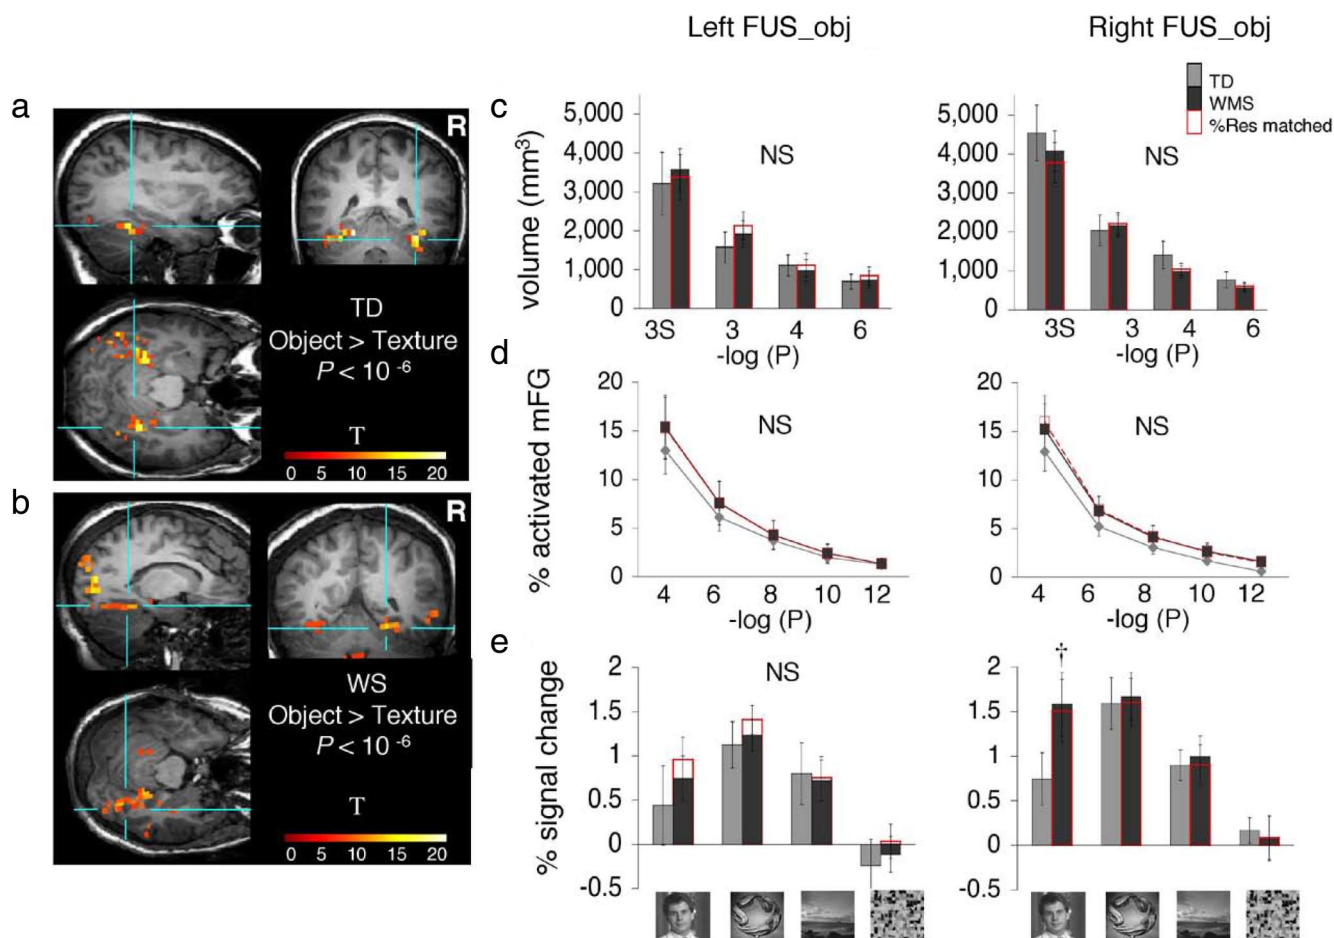 Left FUS_obj
Right FUS_obj
TD
WMS
%Res matched
a
R
TD
Object > Texture
P < 10 -6
T
0 5 10 15 20
b
R
WS
Object > Texture
P < 10 -6
T
0 5 10 15 20
c
volume (mm3)
5,000
4,000
3,000
2,000
1,000
0
NS
3S 3 4 6
-log (P)
5,000
4,000
3,000
2,000
1,000
0
NS
3S 3 4 6
-log (P)
d
% activated mFG
20
15
10
5
0
NS
4 6 8 10 12
-log (P)
20
15
10
5
0
NS
4 6 8 10 12
-log (P)
e
% signal change
2
1.5
1
0.5
0
-0.5
NS
2
1.5
1
0.5
0
-0.5
†